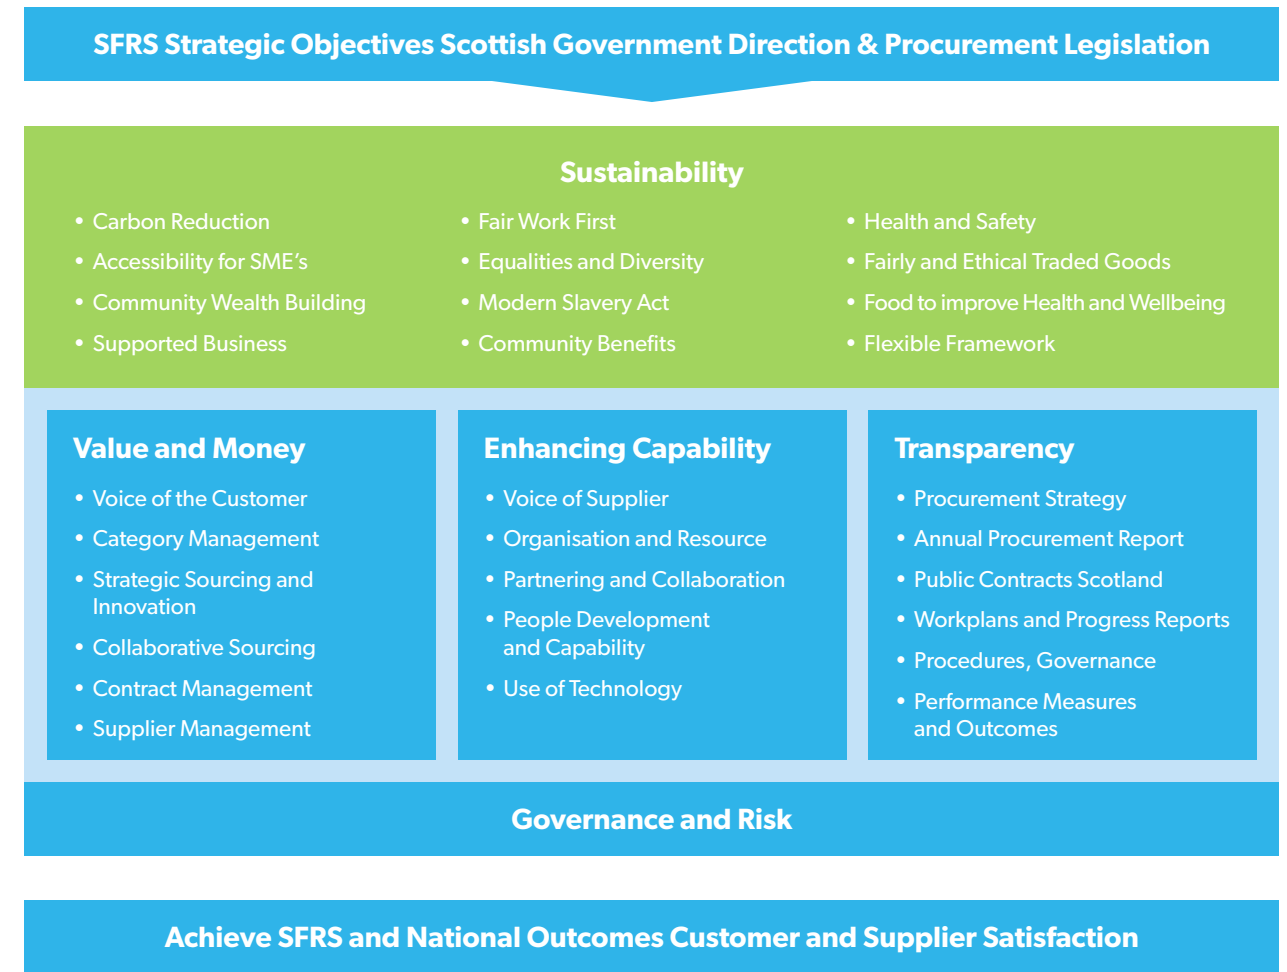 SFRS Strategic Objectives Scottish Government Direction & Procurement Legislation
Sustainability
• Carbon Reduction
• Accessibility for SME's
• Community Wealth Building
• Supported Business
• Fair Work First
• Equalities and Diversity
• Modern Slavery Act
• Community Benefits
• Health and Safety
• Fairly and Ethical Traded Goods
• Food to improve Health and Wellbeing
• Flexible Framework
Value and Money
• Voice of the Customer
• Category Management
• Strategic Sourcing and
Innovation
• Collaborative Sourcing
• Contract Management
• Supplier Management
Enhancing Capability
• Voice of Supplier
• Organisation and Resource
• Partnering and Collaboration
• People Development
and Capability
• Use of Technology
Transparency
• Procurement Strategy
• Annual Procurement Report
• Public Contracts Scotland
• Workplans and Progress Reports
• Procedures, Governance
• Performance Measures
and Outcomes
Governance and Risk
Achieve SFRS and National Outcomes Customer and Supplier Satisfaction